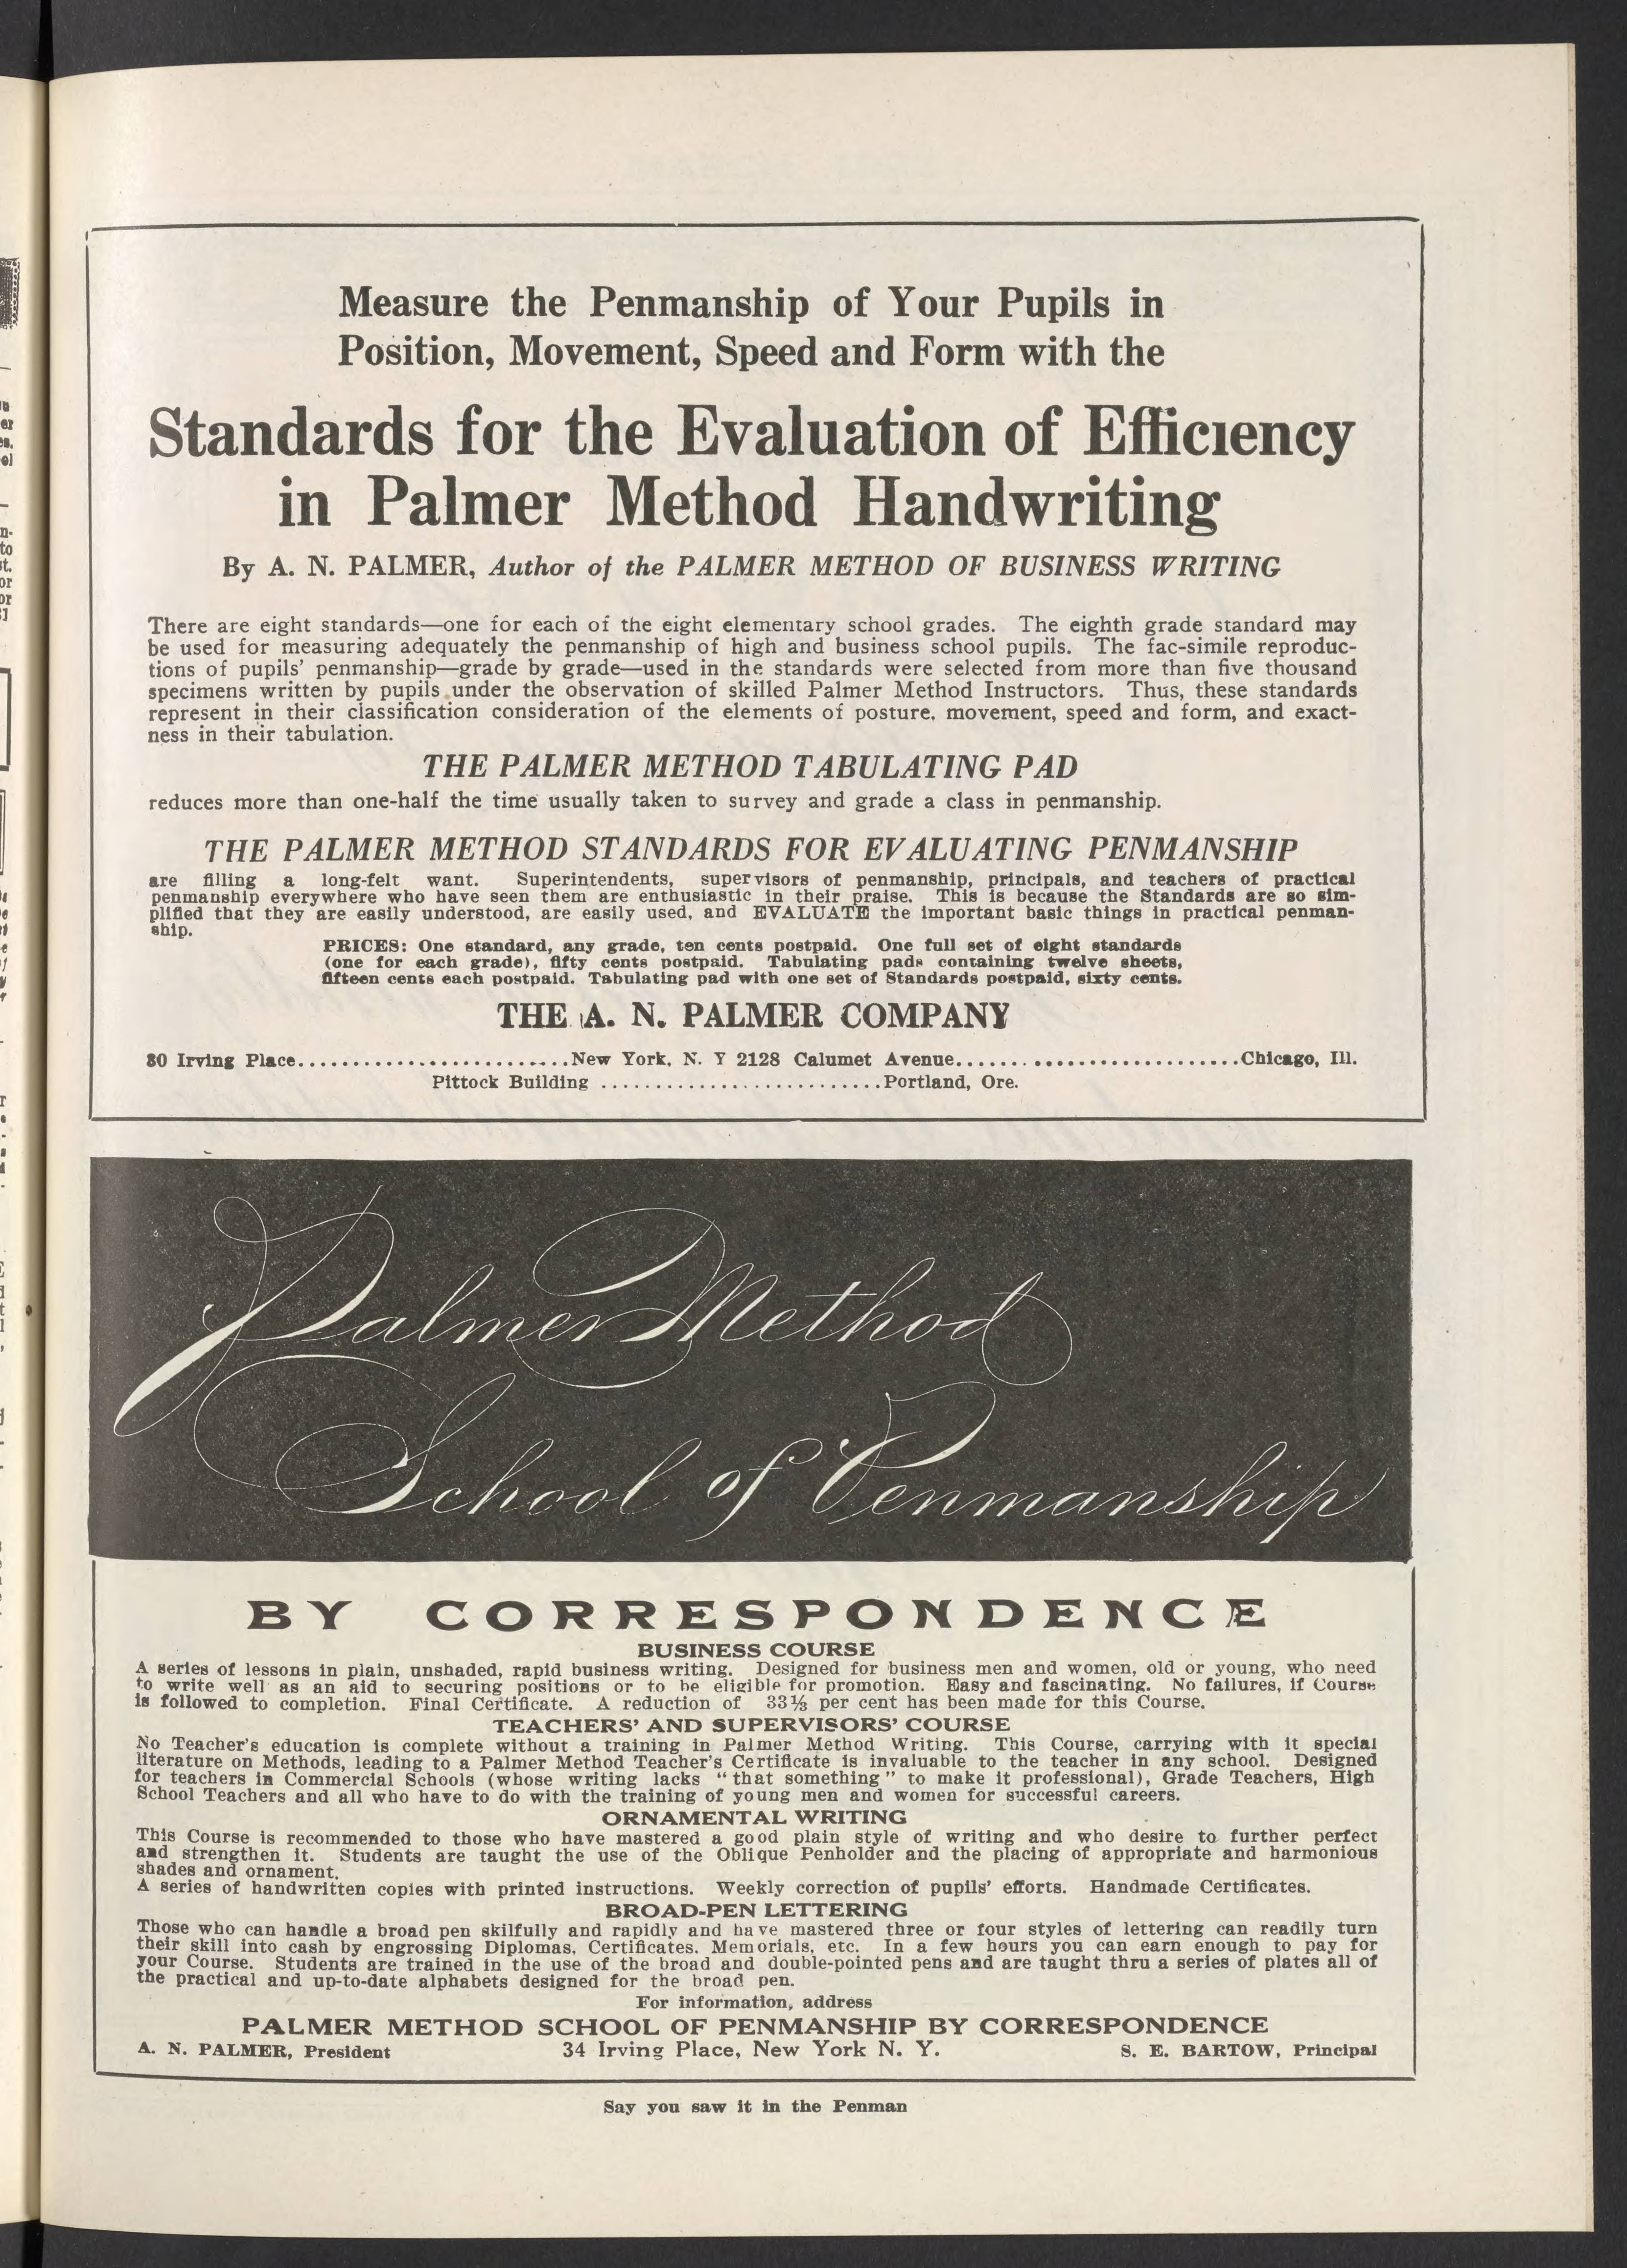 Measure the Penmanship of Your Pupils in
Position, Movement, Speed and Form with the
Standards for the Evaluation of Efficiency
in Palmer Method Handwriting
By A. N. PALMER, Author of the PALMER METHOD OF BUSINESS WRITING
There are eight standards—one for each of the eight elementary school grades. The eighth grade standard may
be used for measuring adequately the penmanship of high and business school pupils. The fac-simile reproduc-
tions of pupils' penmanship—grade by grade—used in the standards were selected from more than five thousand
specimens written by pupils under the observation of skilled Palmer Method Instructors. Thus, these standards
represent in their classification consideration of the elements of posture, movement, speed and form, and exact-
ness in their tabulation.
THE PALMER METHOD TABULATING PAD
reduces more than one-half the time usually taken to survey and grade a class in penmanship.
THE PALMER METHOD STANDARDS FOR EVALUATING PENMANSHIP
are filling a long-felt want. Superintendents, supervisors of penmanship, principals, and teachers of practical
penmanship everywhere who have seen them are enthusiastic in their praise. This is because the Standards are so sim-
plified that they are easily understood, are easily used, and EVALUATE the important basic things in practical penman-
ship.
PRICES: One standard, any grade, ten cents postpaid. One full set of eight standards
(one for each grade), fifty cents postpaid. Tabulating pads containing twelve sheets,
fifteen cents each postpaid. Tabulating pad with one set of Standards postpaid, sixty cents.
THE A. N. PALMER COMPANY
30 Irving Place.........................New York, N. Y 2128 Calumet Avenue..........................Chicago, Ill.
Pittock Building ..........................Portland, Ore.
Palmer Method
School of Penmanship
BY CORRESPONDENCE
BUSINESS COURSE
A series of lessons in plain, unshaded, rapid business writing. Designed for business men and women, old or young, who need
to write well as an aid to securing positions or to be eligible for promotion. Easy and fascinating. No failures, if Course
is followed to completion. Final Certificate. A reduction of 33⅓ per cent has been made for this Course.
TEACHERS' AND SUPERVISORS' COURSE
No Teacher's education is complete without a training in Palmer Method Writing. This Course, carrying with it special
literature on Methods, leading to a Palmer Method Teacher's Certificate is invaluable to the teacher in any school. Designed
for teachers in Commercial Schools (whose writing lacks "that something" to make it professional), Grade Teachers, High
School Teachers and all who have to do with the training of young men and women for successful careers.
ORNAMENTAL WRITING
This Course is recommended to those who have mastered a good plain style of writing and who desire to further perfect
and strengthen it. Students are taught the use of the Oblique Penholder and the placing of appropriate and harmonious
shades and ornament.
A series of handwritten copies with printed instructions. Weekly correction of pupils' efforts. Handmade Certificates.
BROAD-PEN LETTERING
Those who can handle a broad pen skilfully and rapidly and have mastered three or four styles of lettering can readily turn
their skill into cash by engrossing Diplomas, Certificates, Memorials, etc. In a few hours you can earn enough to pay for
your Course. Students are trained in the use of the broad and double-pointed pens and are taught thru a series of plates all of
the practical and up-to-date alphabets designed for the broad pen.
For information, address
PALMER METHOD SCHOOL OF PENMANSHIP BY CORRESPONDENCE
A. N. PALMER, President 34 Irving Place, New York N. Y. S. E. BARTOW, Principal
Say you saw it in the Penman